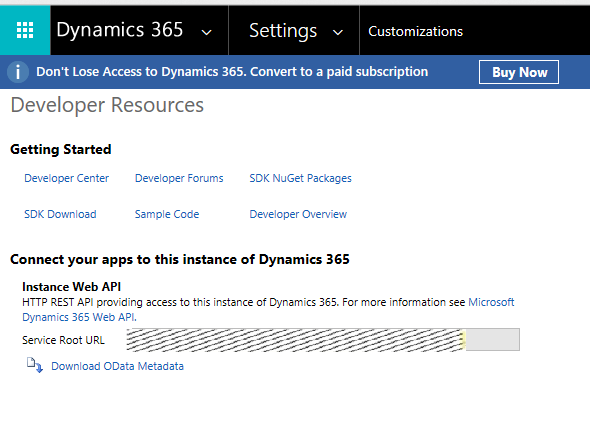 Dynamics 365 Settings Customizations
Don't Lose Access to Dynamics 365. Convert to a paid subscription Buy Now
Developer Resources
Getting Started
Developer Center Developer Forums SDK NuGet Packages
SDK Download Sample Code Developer Overview
Connect your apps to this instance of Dynamics 365
Instance Web API
HTTP REST API providing access to this instance of Dynamics 365. For more information see Microsoft
Dynamics 365 Web API.
Service Root URL
Download OData Metadata